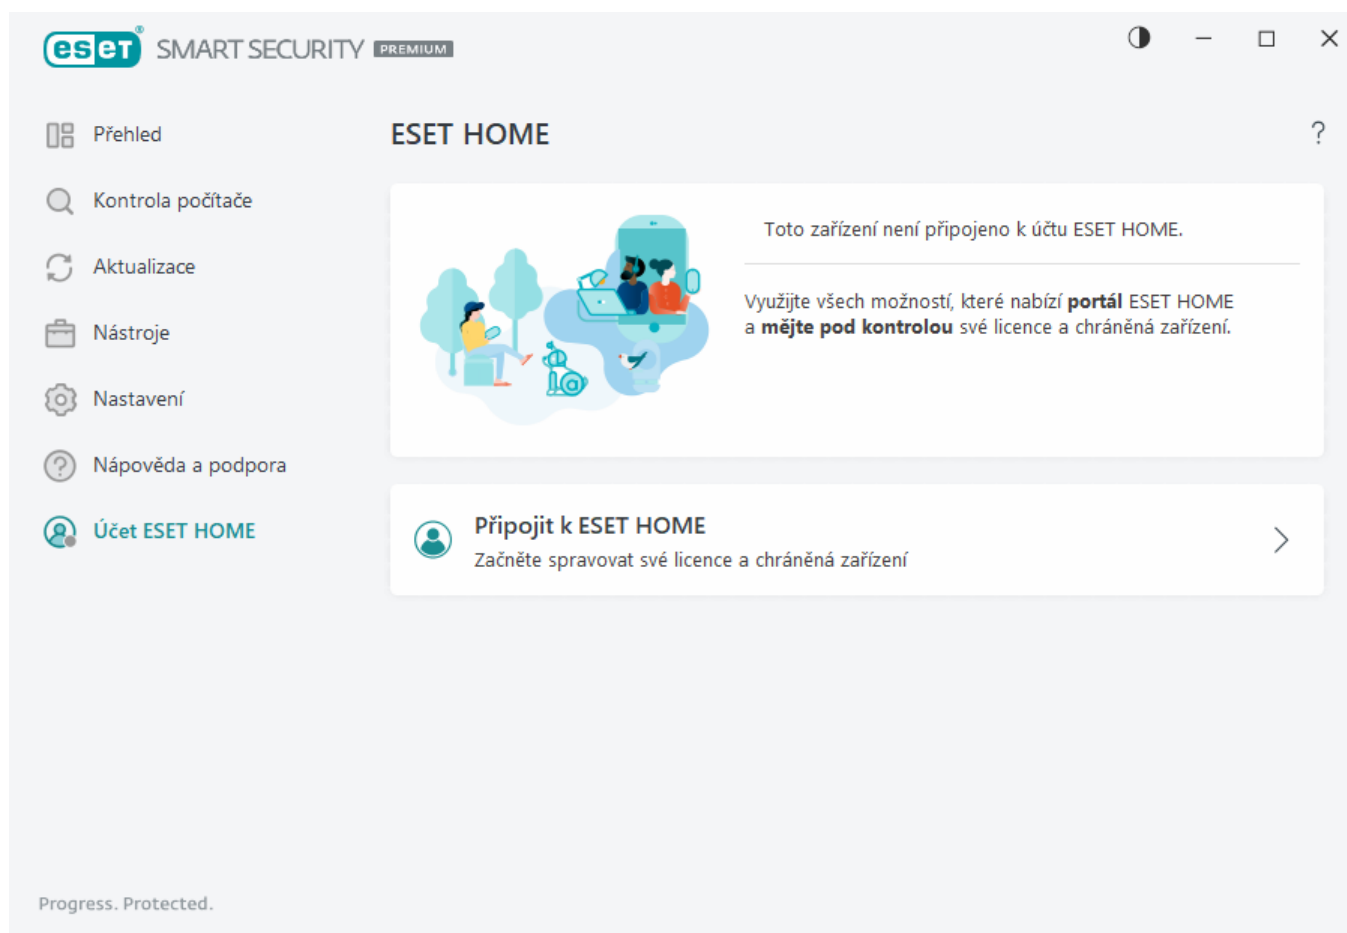 eset® SMART SECURITY PREMIUM
Přehled
Kontrola počítače
Aktualizace
Nástroje
Nastavení
Nápověda a podpora
Účet ESET HOME
ESET HOME
?
Toto zařízení není připojeno k účtu ESET HOME.
Využijte všech možností, které nabízí portál ESET HOME
a mějte pod kontrolou své licence a chráněná zařízení.
Připojit k ESET HOME
Začněte spravovat své licence a chráněná zařízení
Progress. Protected.